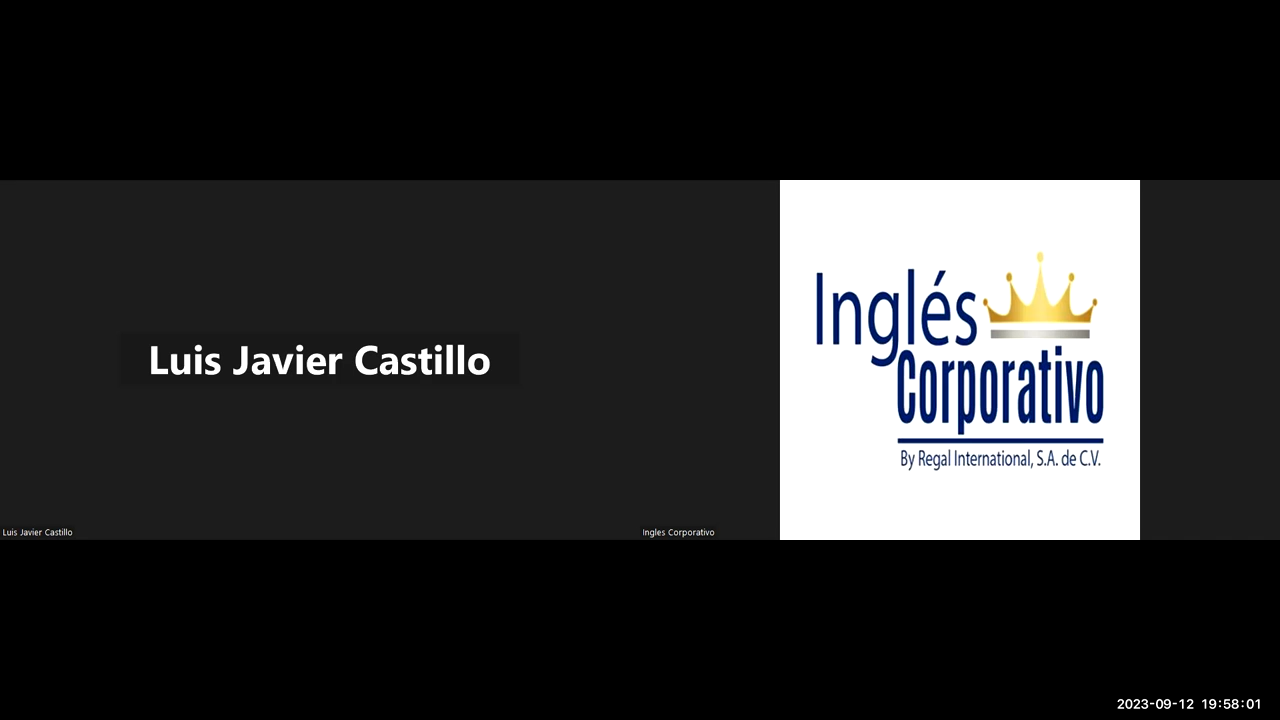 Luis Javier Castillo
Inglés
Corporativo
By Regal International, S.A. de C.V.
Luis Javier Castillo
Ingles Corporativo
2023-09-12 19:58:01